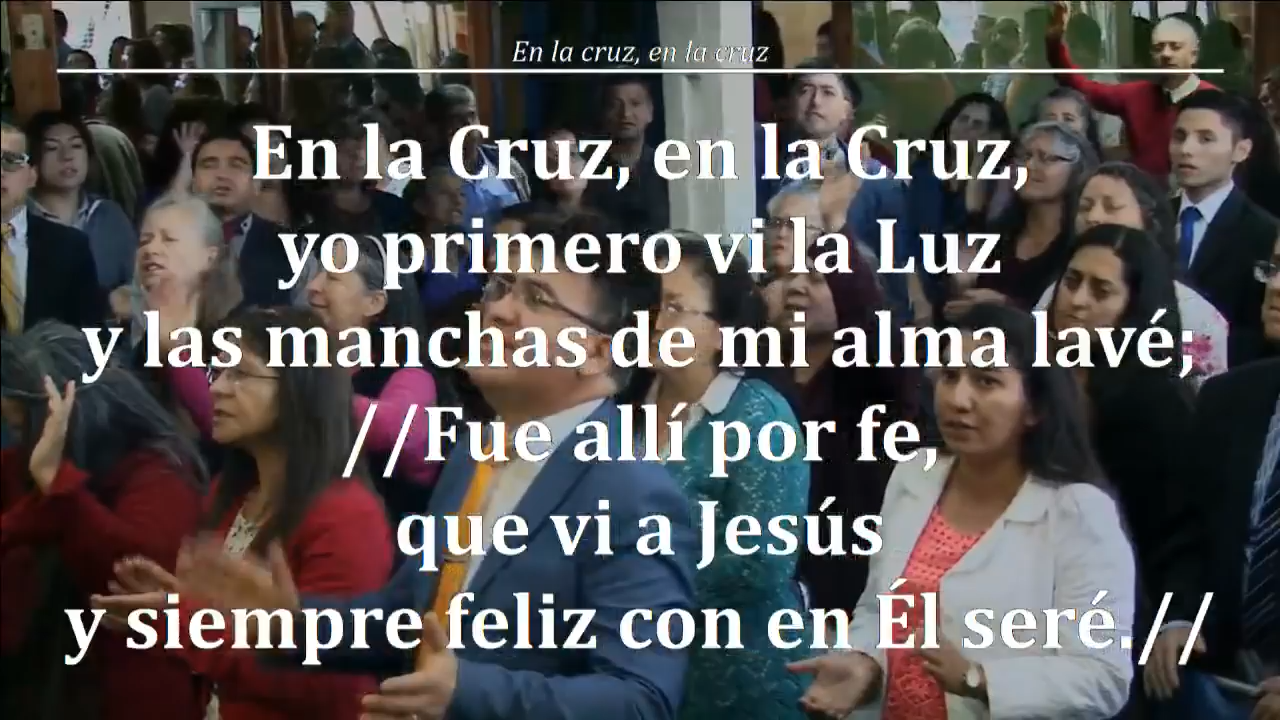 En la cruz, en la cruz
En la Cruz, en la Cruz,
yo primero vi la Luz
y las manchas de mi alma lavé;
//Fue allí por fe,
que vi a Jesús
y siempre feliz con en Él seré.//